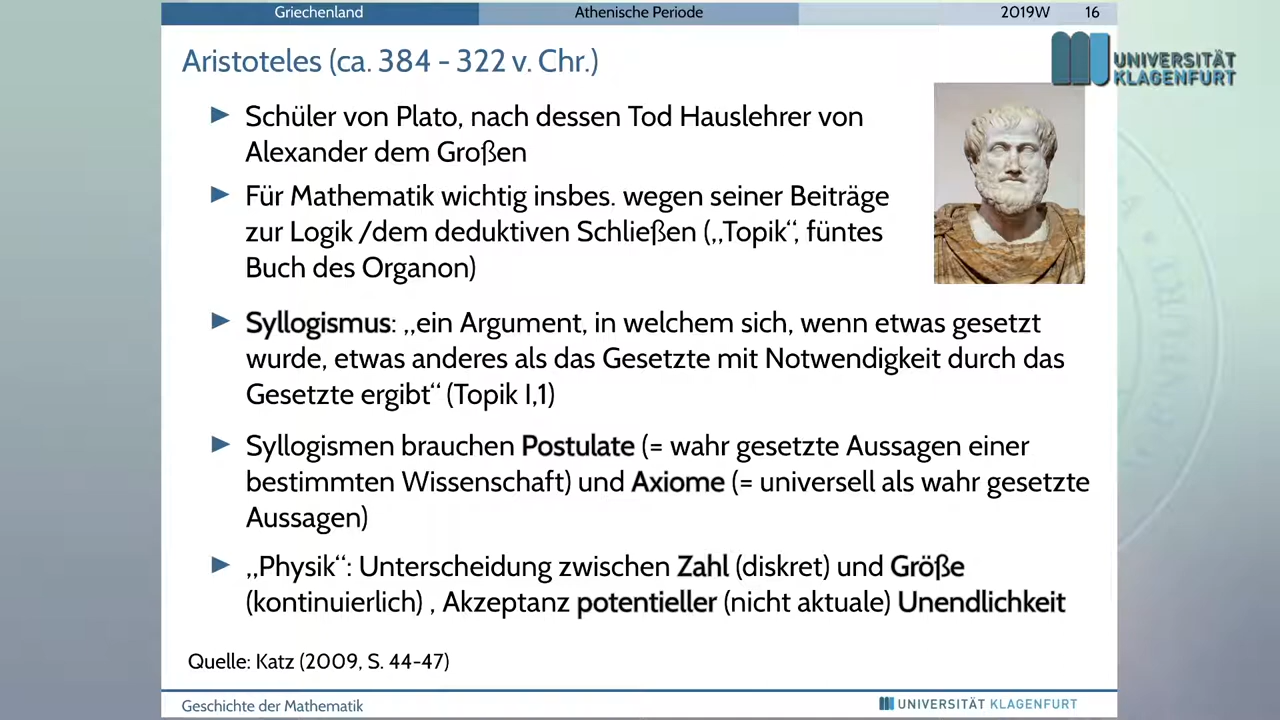 Griechenland
Athenische Periode
2019W 16
UNIVERSITÄT
KLAGENFURT
Aristoteles (ca. 384 - 322 v. Chr.)
Schüler von Plato, nach dessen Tod Hauslehrer von
Alexander dem Großen
Für Mathematik wichtig insbes. wegen seiner Beiträge
zur Logik /dem deduktiven Schließen („Topik“, füntes
Buch des Organon)
Syllogismus: „ein Argument, in welchem sich, wenn etwas gesetzt
wurde, etwas anderes als das Gesetzte mit Notwendigkeit durch das
Gesetzte ergibt“ (Topik I,1)
Syllogismen brauchen Postulate (= wahr gesetzte Aussagen einer
bestimmten Wissenschaft) und Axiome (= universell als wahr gesetzte
Aussagen)
„Physik“: Unterscheidung zwischen Zahl (diskret) und Größe
(kontinuierlich) , Akzeptanz potentieller (nicht aktuale) Unendlichkeit
Quelle: Katz (2009, S. 44-47)
Geschichte der Mathematik
UNIVERSITÄT KLAGENFURT